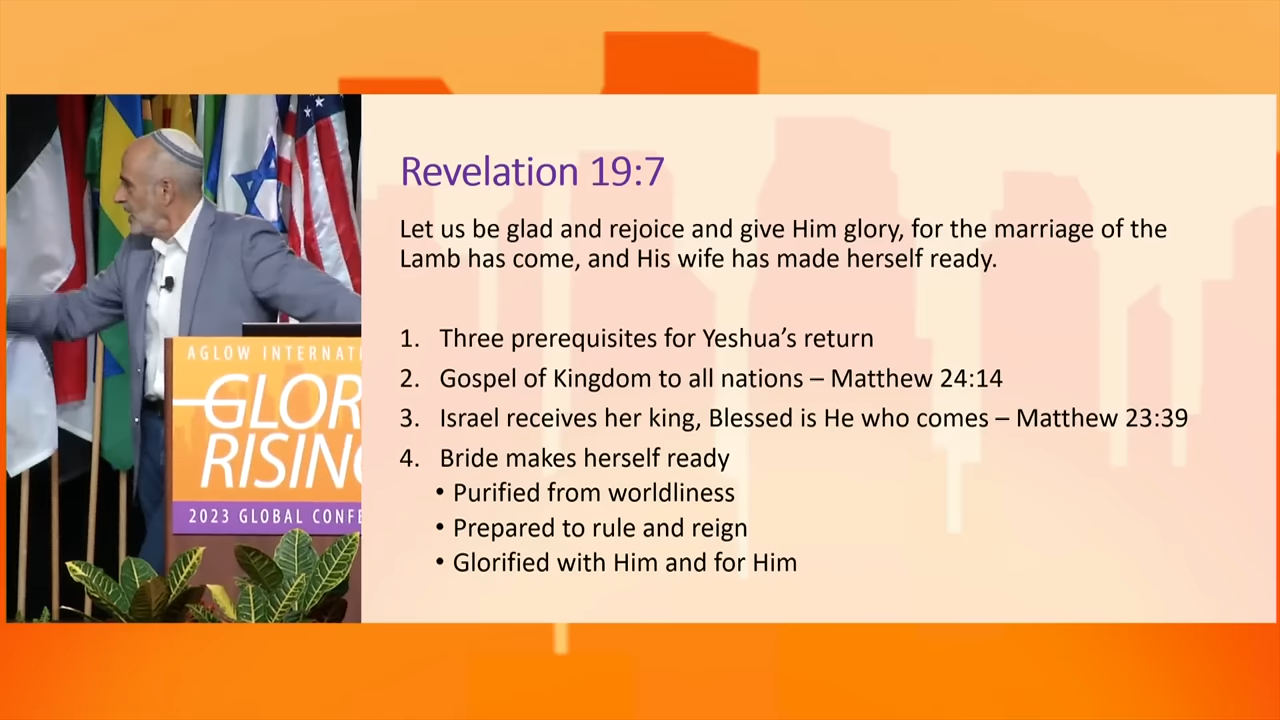 AGLOW INTERNAT
GLOR
RISIN
2023 GLOBAL CONFE
Revelation 19:7
Let us be glad and rejoice and give Him glory, for the marriage of the
Lamb has come, and His wife has made herself ready.
1. Three prerequisites for Yeshua’s return
2. Gospel of Kingdom to all nations – Matthew 24:14
3. Israel receives her king, Blessed is He who comes – Matthew 23:39
4. Bride makes herself ready
• Purified from worldliness
• Prepared to rule and reign
• Glorified with Him and for Him